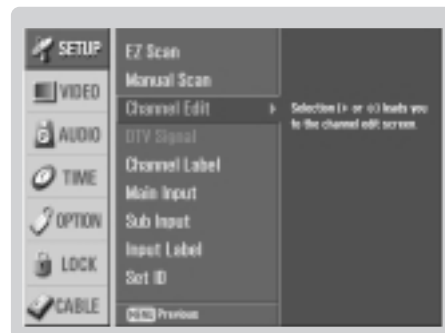 SETUP
VIDEO
AUDIO
TIME
OPTION
LOCK
CABLE
EZ Scan
Manual Scan
Channel Edit
DTV Signal
Channel Label
Main Input
Sub Input
Input Label
Set ID
MENU Previous
Selection (▷ or ⊙) leads you
to the channel edit screen.